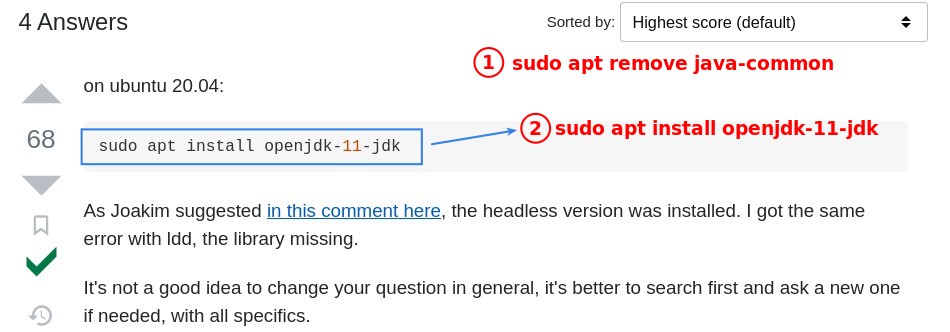 4 Answers
Sorted by: Highest score (default)
1 sudo apt remove java-common
on ubuntu 20.04:
68
sudo apt install openjdk-11-jdk
2 sudo apt install openjdk-11-jdk
As Joakim suggested in this comment here, the headless version was installed. I got the same
error with ldd, the library missing.
It's not a good idea to change your question in general, it's better to search first and ask a new one
if needed, with all specifics.